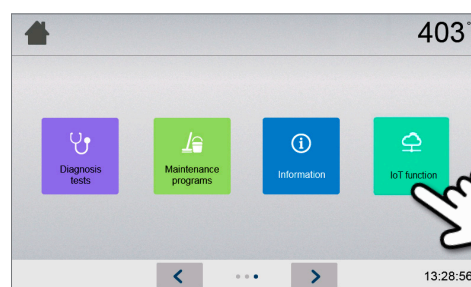 403°
Diagnosis
tests
Maintenance
programs
Information
IoT function
13:28:56